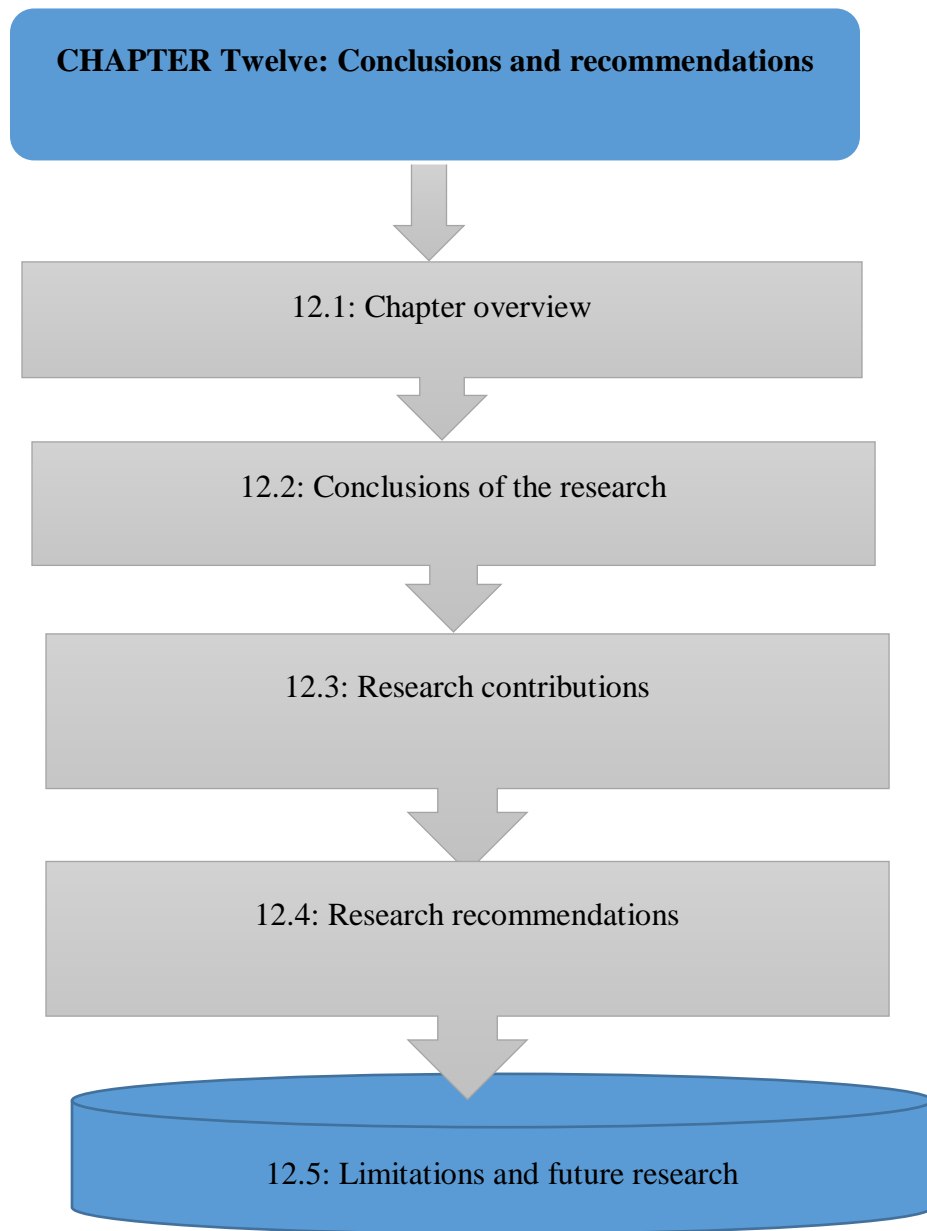 CHAPTER Twelve: Conclusions and recommendations
12.1: Chapter overview
12.2: Conclusions of the research
12.3: Research contributions
12.4: Research recommendations
12.5: Limitations and future research